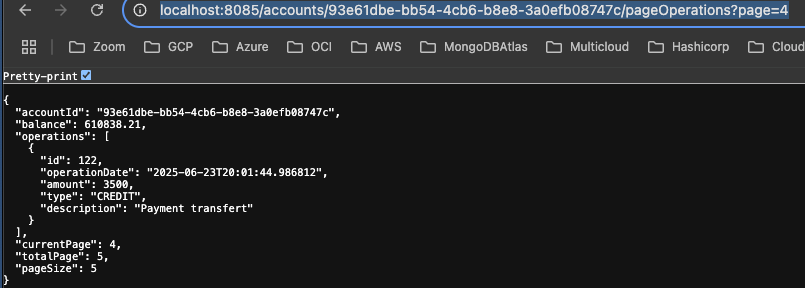 localhost:8085/accounts/93e61dbe-bb54-4cb6-b8e8-3a0efb08747c/pageOperations?page=4
Zoom GCP Azure OCI AWS MongoDBAtlas Multicloud Hashicorp Cloud
Pretty-print
{
  "accountId": "93e61dbe-bb54-4cb6-b8e8-3a0efb08747c",
  "balance": 610838.21,
  "operations": [
    {
      "id": 122,
      "operationDate": "2025-06-23T20:01:44.986812",
      "amount": 3500,
      "type": "CREDIT",
      "description": "Payment transfert"
    }
  ],
  "currentPage": 4,
  "totalPage": 5,
  "pageSize": 5
}